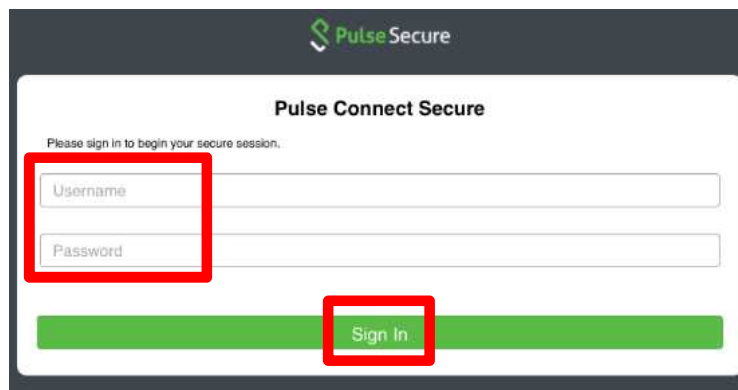 Pulse Secure
Pulse Connect Secure
Please sign in to begin your secure session.
Username
Password
Sign In